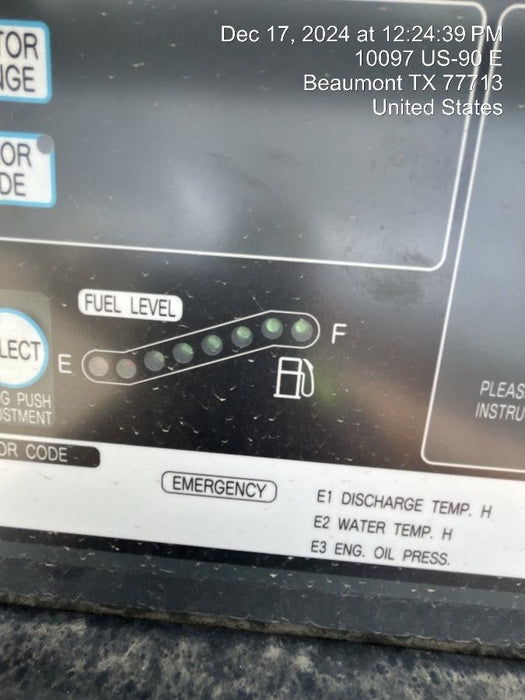 Dec 17, 2024 at 12:24:39 PM
10097 US-90 E
Beaumont TX 77713
United States
TOR
NGE
OR
DE
FUEL LEVEL
F
E
LECT
G PUSH
USTMENT
PLEAS
INSTRU
OR CODE
EMERGENCY
E1 DISCHARGE TEMP. H
E2 WATER TEMP. H
E3 ENG. OIL PRESS.